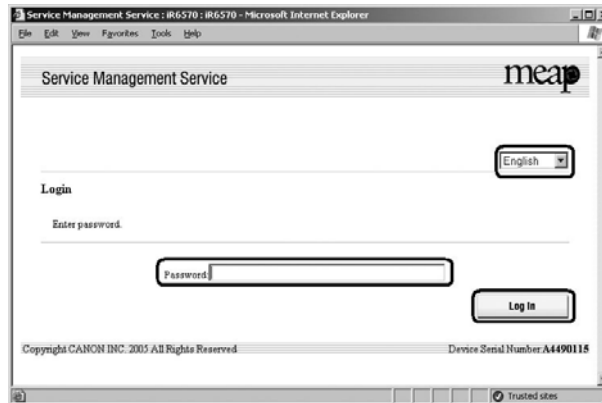 Service Management Service : iR6570 : iR6570 - Microsoft Internet Explorer
File Edit View Favorites Tools Help
Service Management Service
meap
English
Login
Enter password.
Password:
Log In
Copyright CANON INC. 2005 All Rights Reserved
Device Serial Number A4490115
Trusted sites